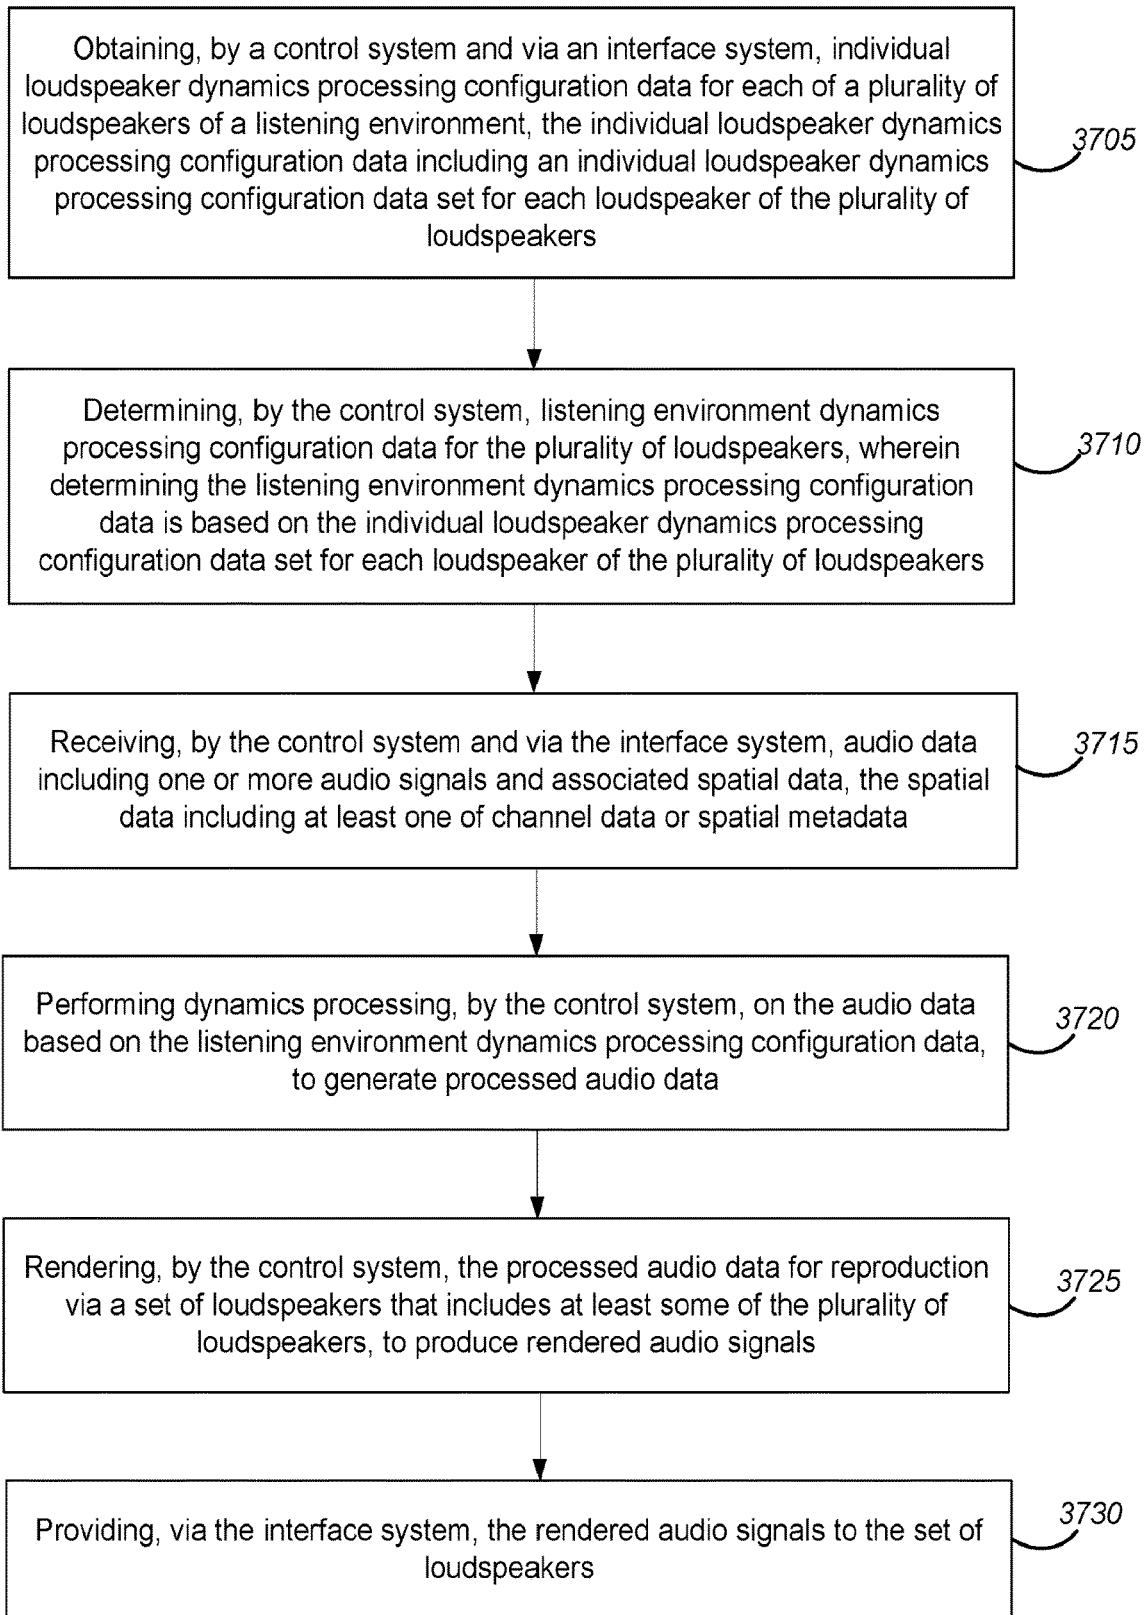 Obtaining, by a control system and via an interface system, individual
loudspeaker dynamics processing configuration data for each of a plurality of
loudspeakers of a listening environment, the individual loudspeaker dynamics
processing configuration data including an individual loudspeaker dynamics
processing configuration data set for each loudspeaker of the plurality of
loudspeakers
3705
Determining, by the control system, listening environment dynamics
processing configuration data for the plurality of loudspeakers, wherein
determining the listening environment dynamics processing configuration
data is based on the individual loudspeaker dynamics processing
configuration data set for each loudspeaker of the plurality of loudspeakers
3710
Receiving, by the control system and via the interface system, audio data
including one or more audio signals and associated spatial data, the spatial
data including at least one of channel data or spatial metadata
3715
Performing dynamics processing, by the control system, on the audio data
based on the listening environment dynamics processing configuration data,
to generate processed audio data
3720
Rendering, by the control system, the processed audio data for reproduction
via a set of loudspeakers that includes at least some of the plurality of
loudspeakers, to produce rendered audio signals
3725
Providing, via the interface system, the rendered audio signals to the set of
loudspeakers
3730